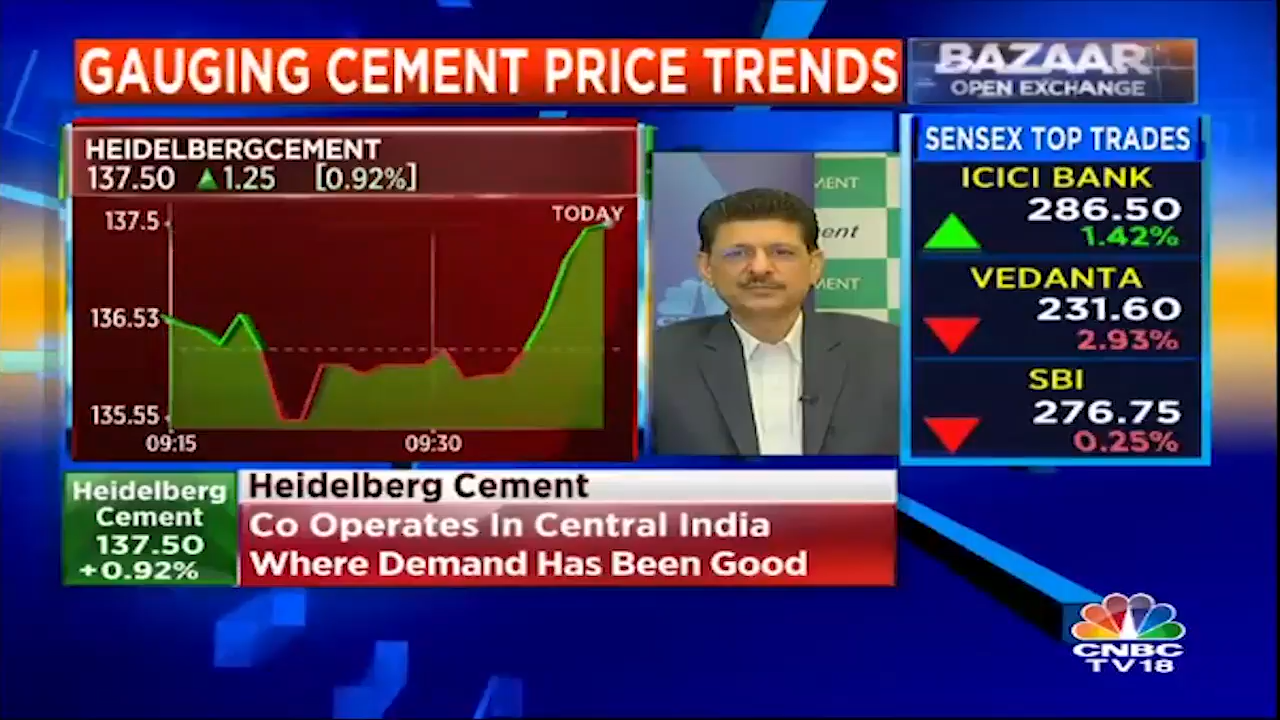 GAUGING CEMENT PRICE TRENDS
BAZAAR
OPEN EXCHANGE
HEIDELBERGCEMENT
137.50 ▲1.25 [0.92%]
TODAY
137.5
136.53
135.55
09:15 09:30
MENT
ent
MENT
SENSEX TOP TRADES
ICICI BANK
286.50
1.42%
VEDANTA
231.60
2.93%
SBI
276.75
0.25%
Heidelberg
Cement
137.50
+0.92%
Heidelberg Cement
Co Operates In Central India
Where Demand Has Been Good
CNBC
TV18